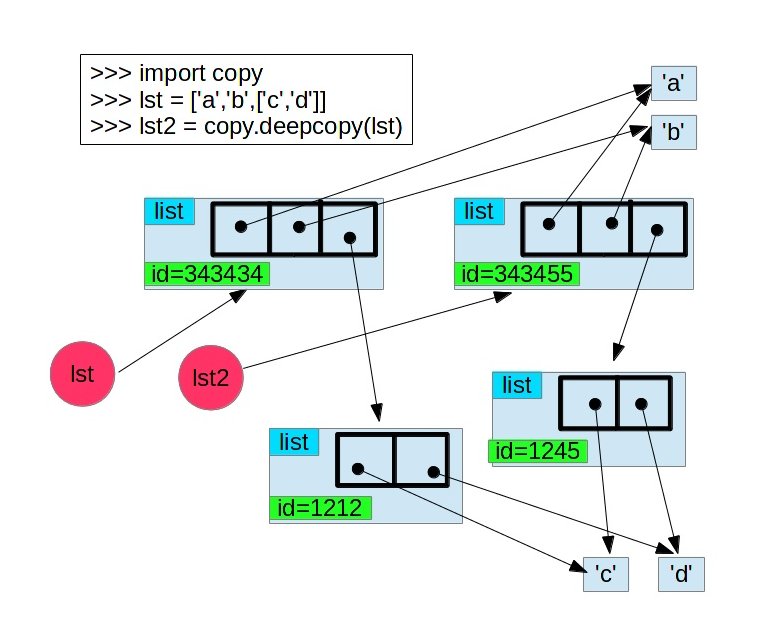 >>> import copy
>>> lst = ['a','b',['c','d']]
>>> lst2 = copy.deepcopy(lst)
'a'
'b'
list
id=343434
list
id=343455
lst
lst2
list
id=1245
list
id=1212
'c'
'd'